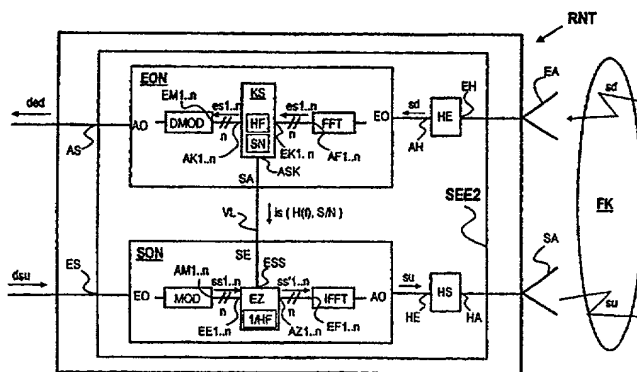 RNT
ded
AS
EON
EM1..n
es1..n
KS
es1..n
DMOD
HF
SN
FFT
AO
EO
n
n
AK1..n
EK1..n
AF1..n
ASK
SA
sd
HE
AH
EH
EA
sd
FK
VL
is ( H(f), S/N )
SEE2
SE
ESS
dsu
ES
SON
AM1..n
ss1..n
ss'1..n
EO
MOD
EZ
1/HF
IFFT
AO
n
n
EE1..n
AZ1..n
EF1..n
su
HS
HE
HA
SA
su